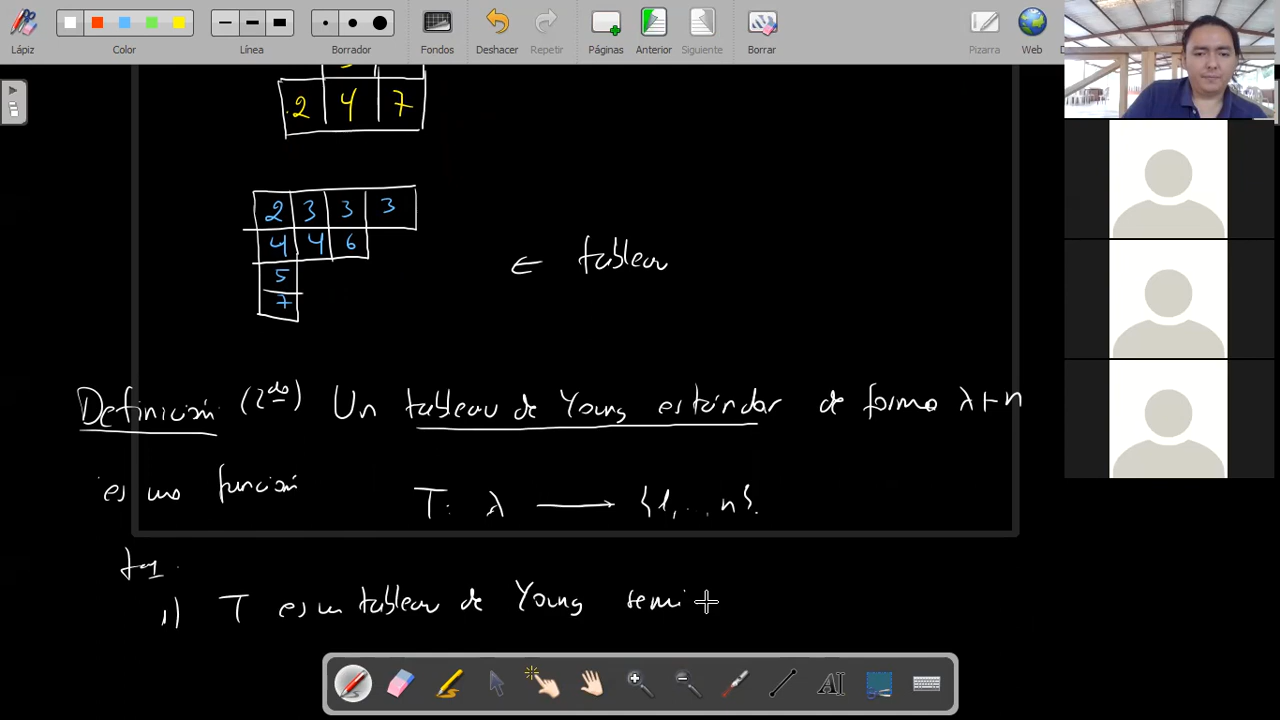 Lápiz Color Línea Borrador Fondos Deshacer Repetir Páginas Anterior Siguiente Borrar Pizarra Web
2 4 7
2 3 3 3
4 4 6
5
7
← tableau
Definición (2do) Un tableau de Young estándar de forma λ⊢n
es una función T: λ → {1,...,n}.
t.q.
1) T es un tableau de Young semi
AI